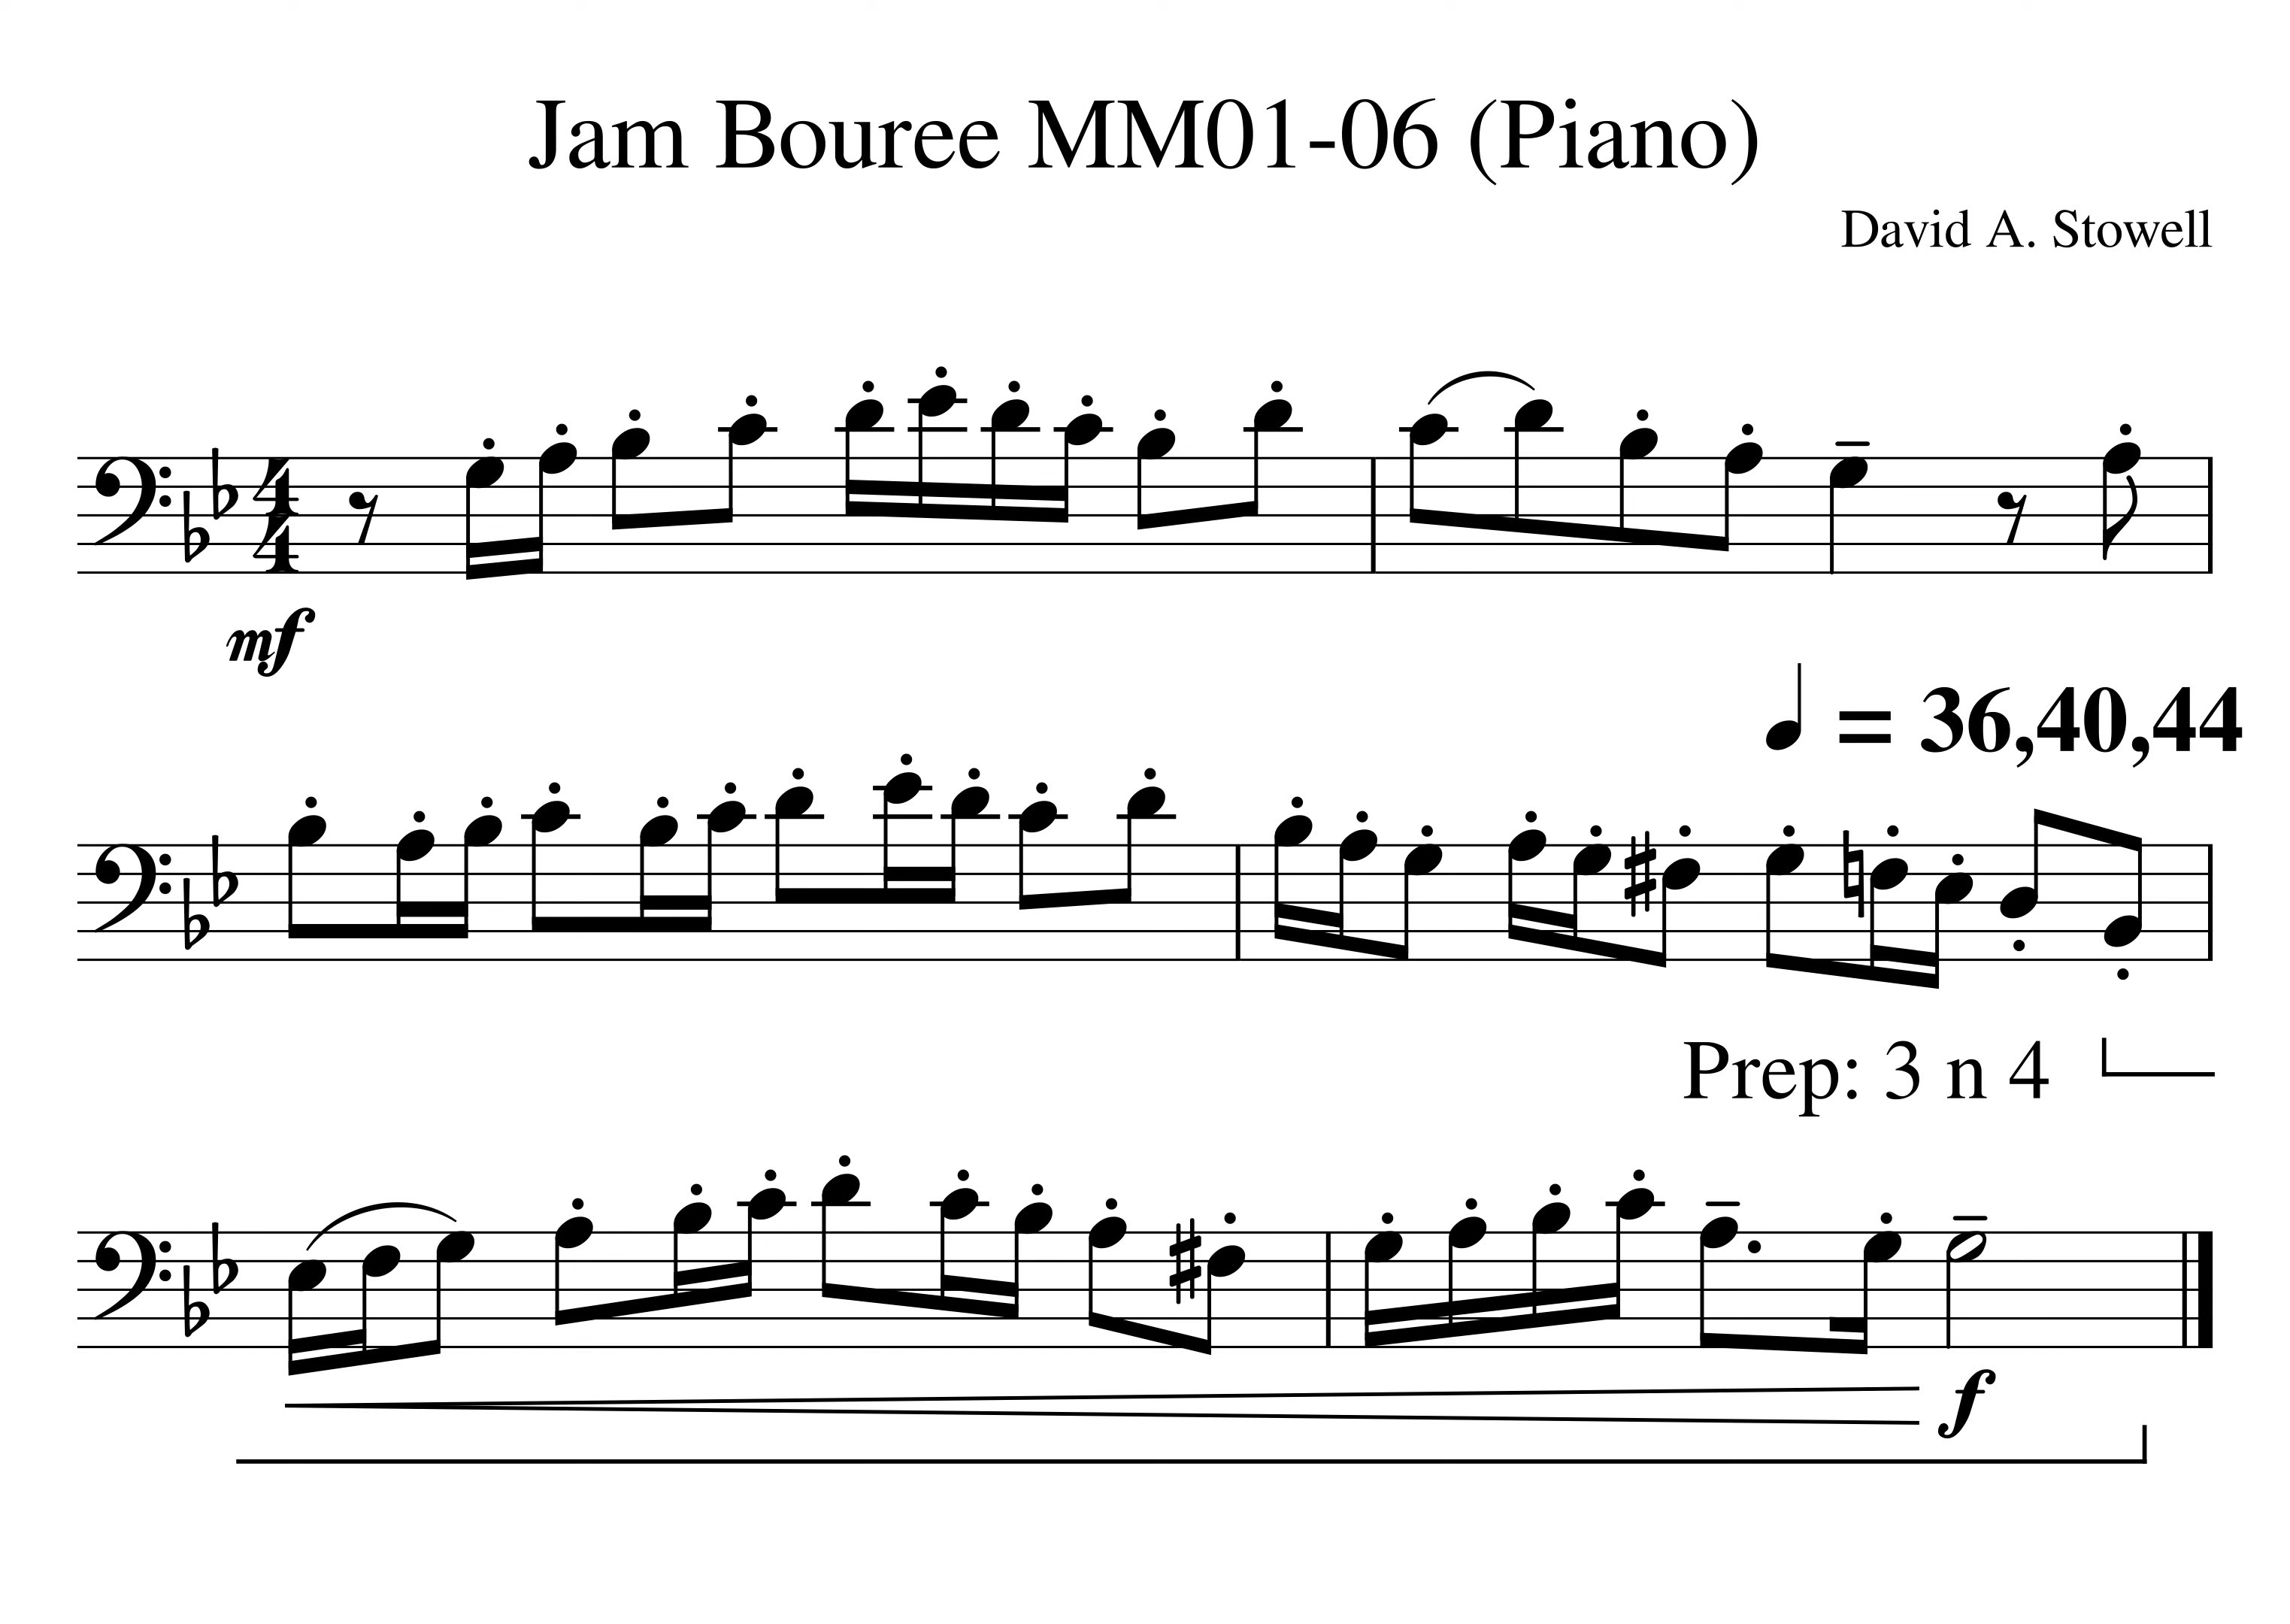 Jam Bouree MM01-06 (Piano)
David A. Stowell
mf
= 36,40,44
Prep: 3 n 4
f